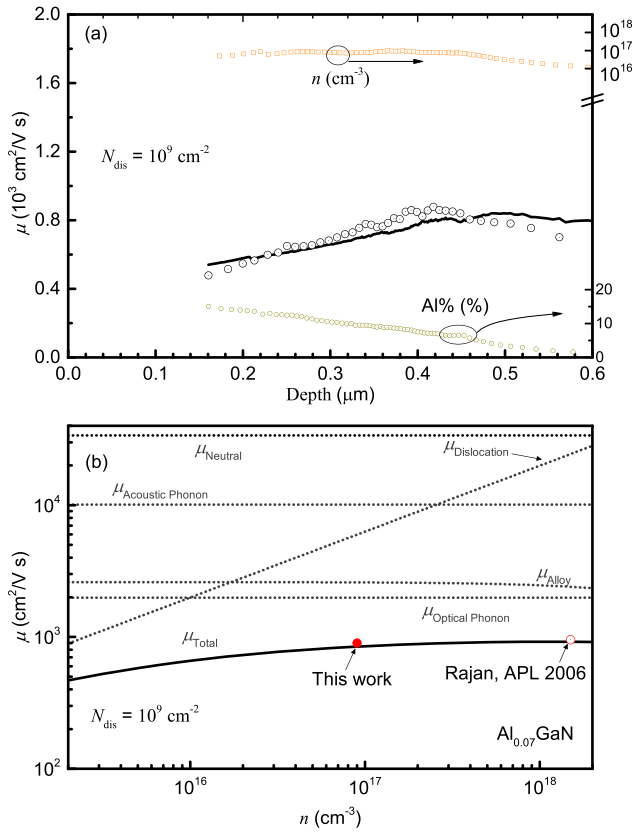 (a)
2.0
1.6
1.2
0.8
0.4
0.0
μ (10³ cm²/V s)
10¹⁸
10¹⁷
10¹⁶
n (cm⁻³)
N_dis = 10⁹ cm⁻²
20
10
0
Al% (%)
0.0 0.1 0.2 0.3 0.4 0.5 0.6
Depth (μm)
(b)
μ_Neutral
μ_Dislocation
μ_Acoustic Phonon
μ_Alloy
μ_Optical Phonon
μ_Total
This work
Rajan, APL 2006
N_dis = 10⁹ cm⁻²
Al₀.₀₇GaN
10⁴
10³
10²
μ (cm²/V s)
10¹⁶ 10¹⁷ 10¹⁸
n (cm⁻³)